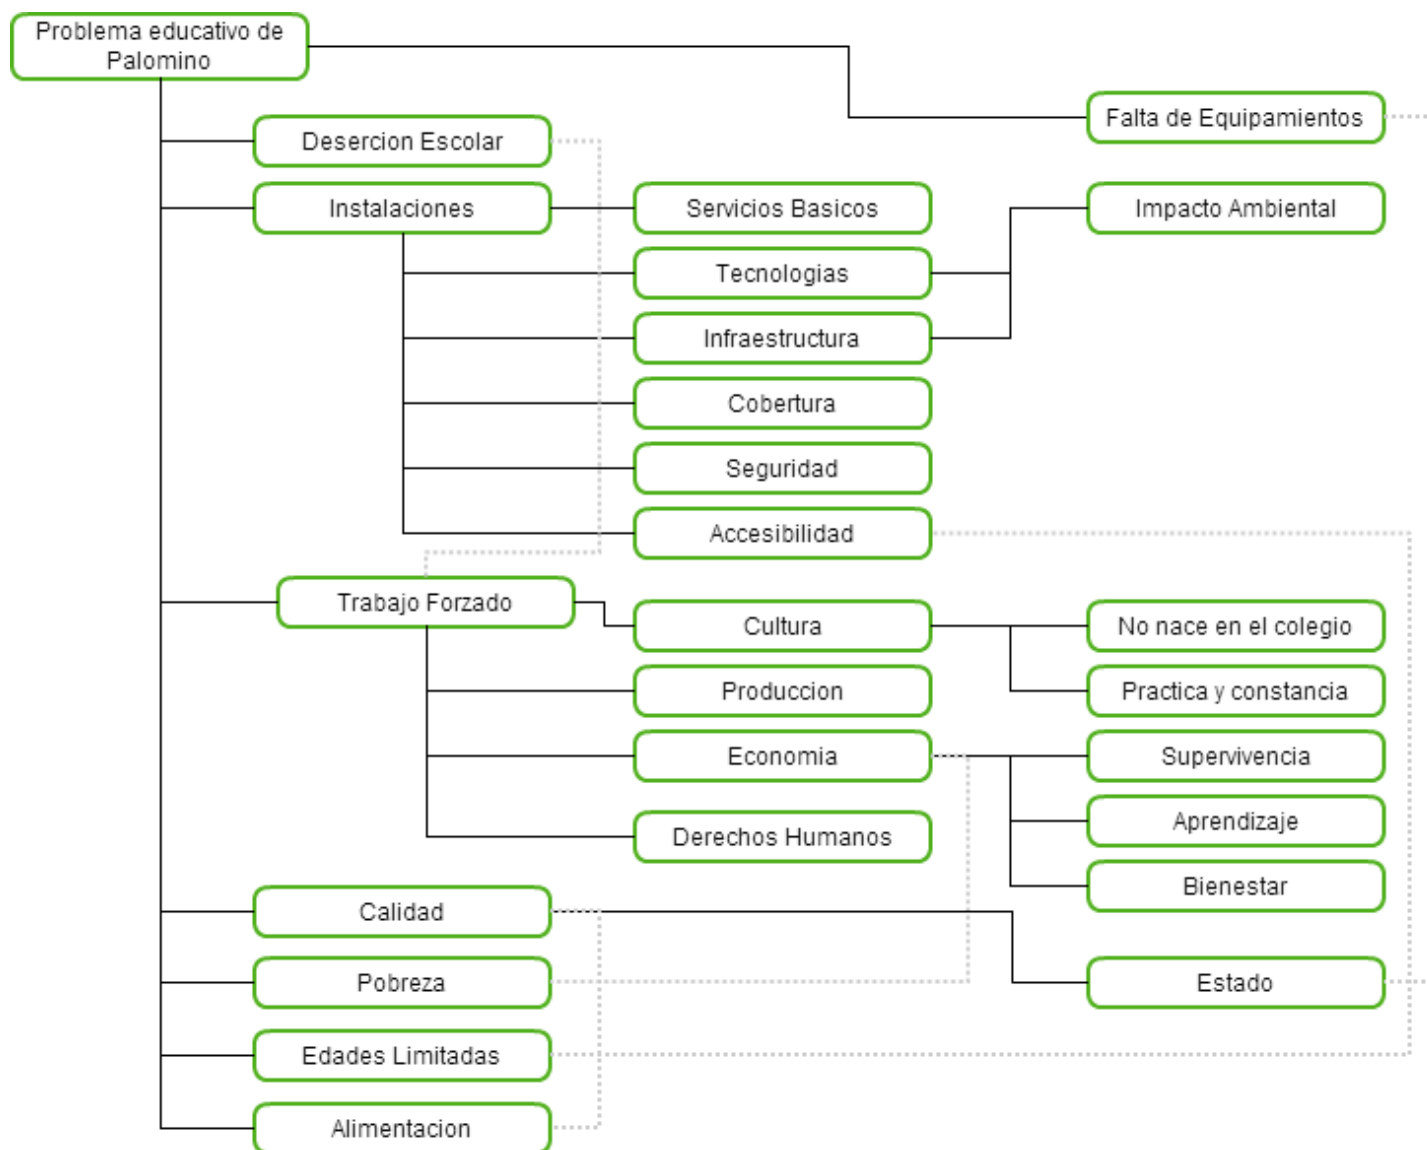 Problema educativo de
Palomino
Falta de Equipamientos
Desercion Escolar
Instalaciones
Servicios Basicos
Impacto Ambiental
Tecnologias
Infraestructura
Cobertura
Seguridad
Accesibilidad
Trabajo Forzado
Cultura
No nace en el colegio
Produccion
Practica y constancia
Economia
Supervivencia
Aprendizaje
Derechos Humanos
Bienestar
Calidad
Pobreza
Estado
Edades Limitadas
Alimentacion